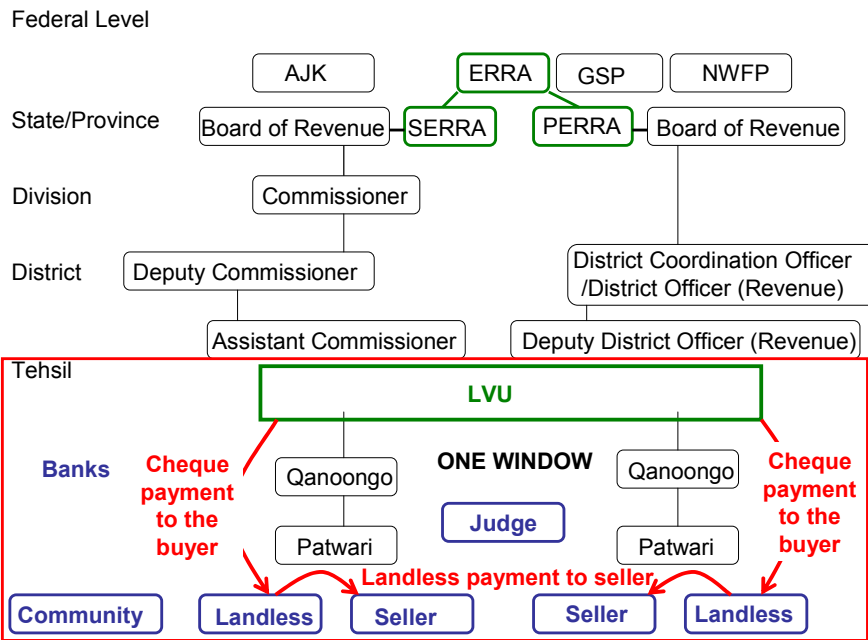 Federal Level
AJK
ERRA
GSP
NWFP
State/Province
Board of Revenue
SERRA
PERRA
Board of Revenue
Division
Commissioner
District
Deputy Commissioner
District Coordination Officer
/District Officer (Revenue)
Assistant Commissioner
Deputy District Officer (Revenue)
Tehsil
LVU
Banks
Cheque
payment
to the
buyer
Qanoongo
ONE WINDOW
Qanoongo
Cheque
payment
to the
buyer
Judge
Patwari
Patwari
Landless payment to seller
Community
Landless
Seller
Seller
Landless